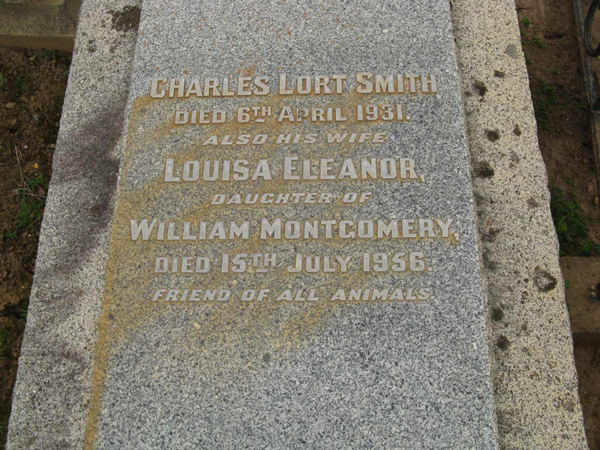 CHARLES LORT SMITH
DIED 6TH APRIL 1931.
ALSO HIS WIFE
LOUISA ELEANOR,
DAUGHTER OF
WILLIAM MONTGOMERY,
DIED 15TH JULY 1956.
FRIEND OF ALL ANIMALS.